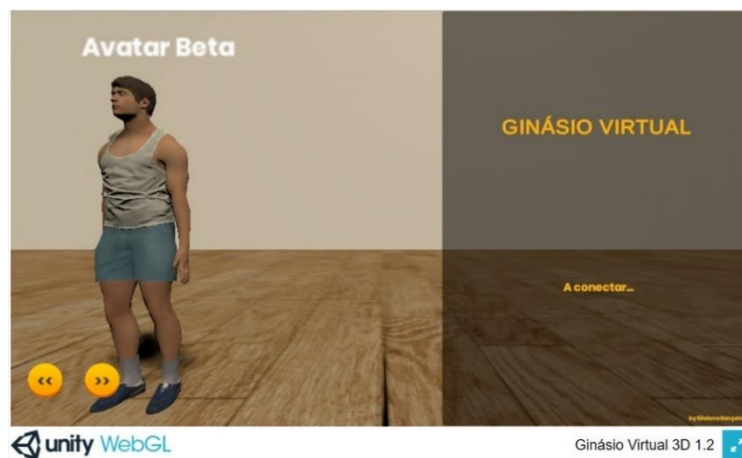 Avatar Beta
GINÁSIO VIRTUAL
A conectar...
<<
>>
unity WebGL
Ginásio Virtual 3D 1.2